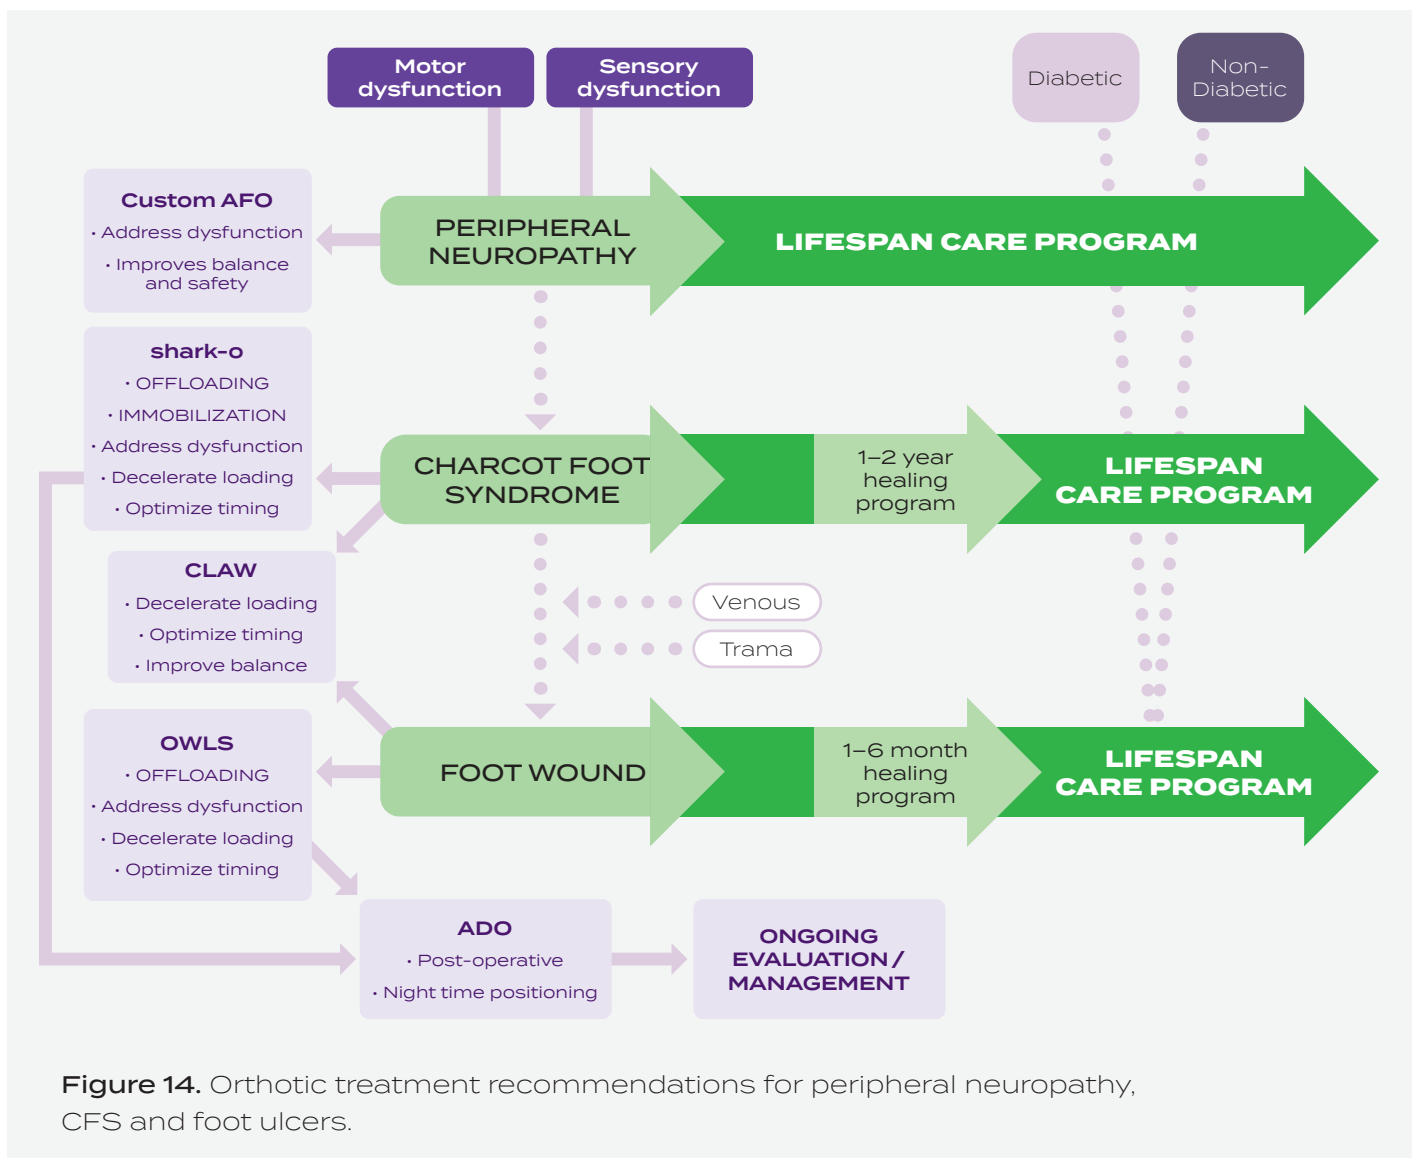 Motor
dysfunction
Sensory
dysfunction
Diabetic
Non-
Diabetic
Custom AFO
• Address dysfunction
• Improves balance
and safety
PERIPHERAL
NEUROPATHY
LIFESPAN CARE PROGRAM
shark-o
• OFFLOADING
• IMMOBILIZATION
• Address dysfunction
• Decelerate loading
• Optimize timing
CHARCOT FOOT
SYNDROME
1–2 year
healing
program
LIFESPAN
CARE PROGRAM
CLAW
• Decelerate loading
• Optimize timing
• Improve balance
Venous
Trama
OWLS
• OFFLOADING
• Address dysfunction
• Decelerate loading
• Optimize timing
FOOT WOUND
1–6 month
healing
program
LIFESPAN
CARE PROGRAM
ADO
• Post-operative
• Night time positioning
ONGOING
EVALUATION /
MANAGEMENT
Figure 14. Orthotic treatment recommendations for peripheral neuropathy,
CFS and foot ulcers.